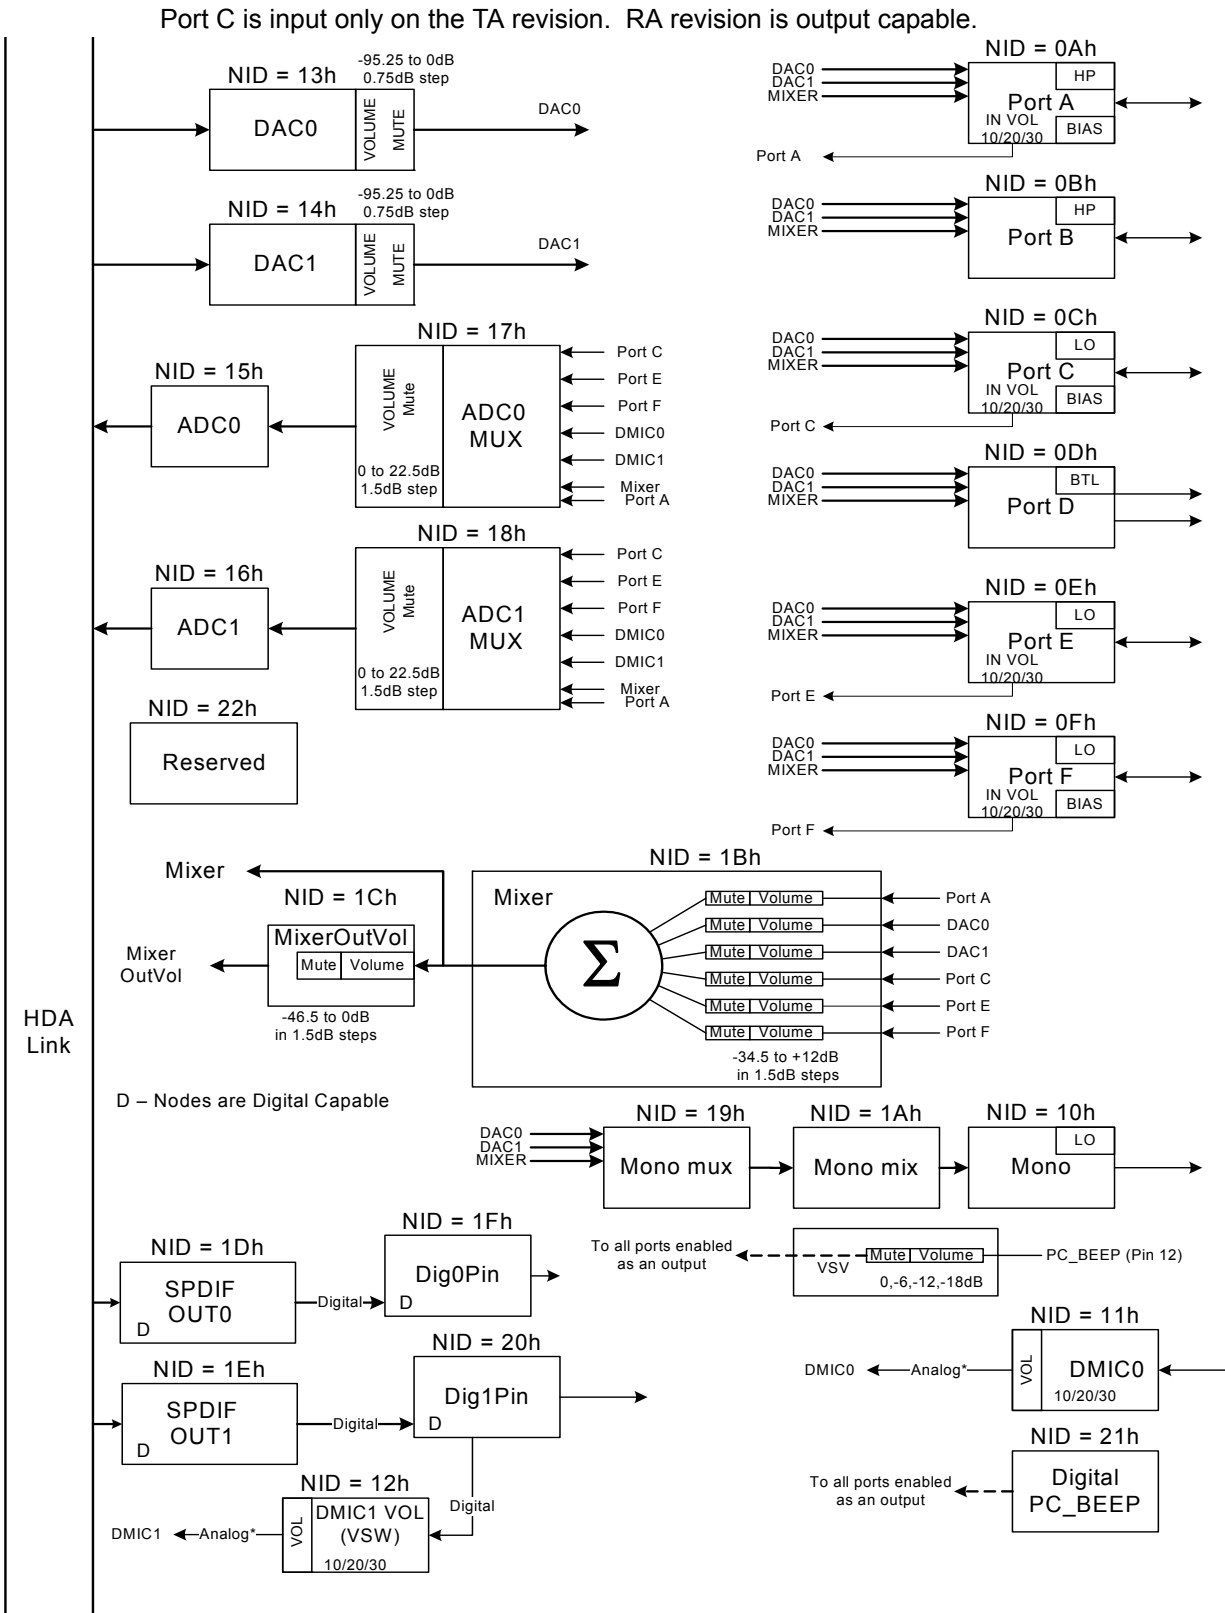 Port C is input only on the TA revision.  RA revision is output capable.
NID = 13h
-95.25 to 0dB
0.75dB step
DAC0
VOLUME
MUTE
DAC0
NID = 14h
-95.25 to 0dB
0.75dB step
DAC1
VOLUME
MUTE
DAC1
NID = 17h
VOLUME
Mute
0 to 22.5dB
1.5dB step
ADC0
MUX
Port C
Port E
Port F
DMIC0
DMIC1
Mixer
Port A
NID = 15h
ADC0
NID = 18h
VOLUME
Mute
0 to 22.5dB
1.5dB step
ADC1
MUX
Port C
Port E
Port F
DMIC0
DMIC1
Mixer
Port A
NID = 16h
ADC1
NID = 22h
Reserved
NID = 0Ah
DAC0
DAC1
MIXER
HP
Port A
IN VOL
10/20/30
BIAS
Port A
NID = 0Bh
DAC0
DAC1
MIXER
HP
Port B
NID = 0Ch
DAC0
DAC1
MIXER
LO
Port C
IN VOL
10/20/30
BIAS
Port C
NID = 0Dh
DAC0
DAC1
MIXER
BTL
Port D
NID = 0Eh
DAC0
DAC1
MIXER
LO
Port E
IN VOL
10/20/30
Port E
NID = 0Fh
DAC0
DAC1
MIXER
LO
Port F
IN VOL
10/20/30
BIAS
Port F
Mixer
NID = 1Ch
MixerOutVol
Mute Volume
-46.5 to 0dB
in 1.5dB steps
Mixer
OutVol
NID = 1Bh
Mixer
Σ
Mute Volume
Port A
Mute Volume
DAC0
Mute Volume
DAC1
Mute Volume
Port C
Mute Volume
Port E
Mute Volume
Port F
-34.5 to +12dB
in 1.5dB steps
HDA
Link
D – Nodes are Digital Capable
NID = 19h
DAC0
DAC1
MIXER
Mono mux
NID = 1Ah
Mono mix
NID = 10h
LO
Mono
To all ports enabled
as an output
VSV
Mute Volume
0,-6,-12,-18dB
PC_BEEP (Pin 12)
NID = 1Dh
SPDIF
OUT0
D
Digital
NID = 1Fh
Dig0Pin
D
NID = 1Eh
SPDIF
OUT1
D
Digital
NID = 20h
Dig1Pin
D
Digital
NID = 12h
VOL
DMIC1 VOL
(VSW)
10/20/30
Analog*
DMIC1
NID = 11h
VOL
DMIC0
10/20/30
Analog*
DMIC0
NID = 21h
Digital
PC_BEEP
To all ports enabled
as an output